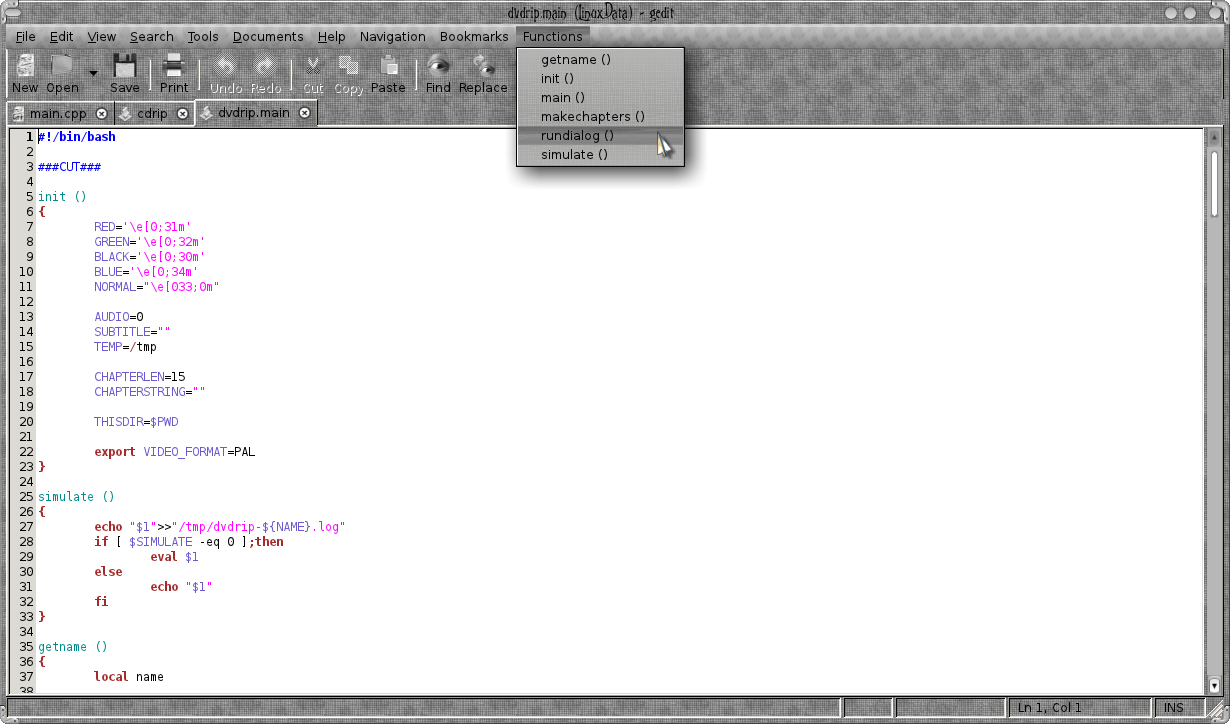 dvdrip.main (LinuxData) - gedit
File Edit View Search Tools Documents Help Navigation Bookmarks Functions
New Open Save Print Undo Redo Cut Copy Paste Find Replace
getname ()
init ()
main ()
makechapters ()
rundialog ()
simulate ()
main.cpp cdrip dvdrip.main
1 #!/bin/bash
2
3 ###CUT###
4
5 init ()
6 {
7 RED='\e[0;31m'
8 GREEN='\e[0;32m'
9 BLACK='\e[0;30m'
10 BLUE='\e[0;34m'
11 NORMAL="\e[033;0m"
12
13 AUDIO=0
14 SUBTITLE=""
15 TEMP=/tmp
16
17 CHAPTERLEN=15
18 CHAPTERSTRING=""
19
20 THISDIR=$PWD
21
22 export VIDEO_FORMAT=PAL
23 }
24
25 simulate ()
26 {
27 echo "$1">>"/tmp/dvdrip-${NAME}.log"
28 if [ $SIMULATE -eq 0 ];then
29 eval $1
30 else
31 echo "$1"
32 fi
33 }
34
35 getname ()
36 {
37 local name
38
Ln 1, Col 1 INS